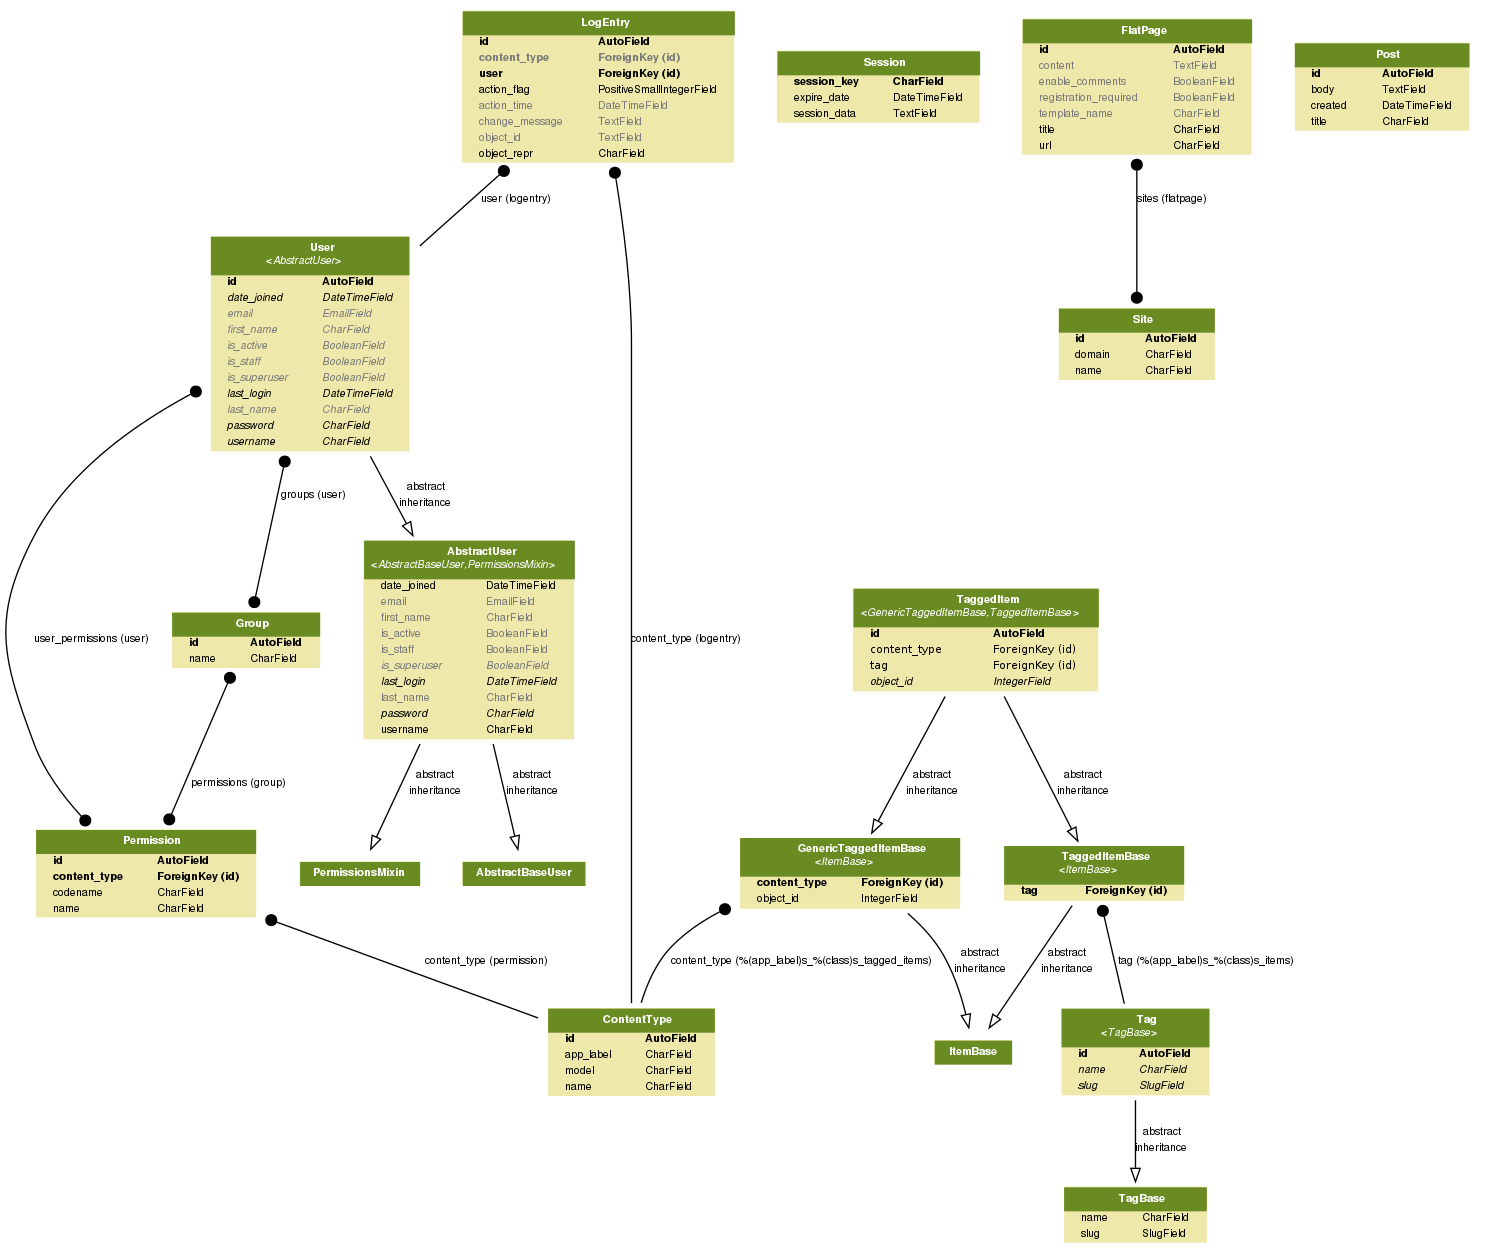 LogEntry
id AutoField
content_type ForeignKey (id)
user ForeignKey (id)
action_flag PositiveSmallIntegerField
action_time DateTimeField
change_message TextField
object_id TextField
object_repr CharField
Session
session_key CharField
expire_date DateTimeField
session_data TextField
FlatPage
id AutoField
content TextField
enable_comments BooleanField
registration_required BooleanField
template_name CharField
title CharField
url CharField
Post
id AutoField
body TextField
created DateTimeField
title CharField
user (logentry)
sites (flatpage)
User
<AbstractUser>
id AutoField
date_joined DateTimeField
email EmailField
first_name CharField
is_active BooleanField
is_staff BooleanField
is_superuser BooleanField
last_login DateTimeField
last_name CharField
password CharField
username CharField
Site
id AutoField
domain CharField
name CharField
groups (user)
abstract
inheritance
AbstractUser
<AbstractBaseUser,PermissionsMixin>
date_joined DateTimeField
email EmailField
first_name CharField
is_active BooleanField
is_staff BooleanField
is_superuser BooleanField
last_login DateTimeField
last_name CharField
password CharField
username CharField
Group
id AutoField
name CharField
user_permissions (user)
content_type (logentry)
TaggedItem
<GenericTaggedItemBase,TaggedItemBase>
id AutoField
content_type ForeignKey (id)
tag ForeignKey (id)
object_id IntegerField
permissions (group)
abstract
inheritance
abstract
inheritance
abstract
inheritance
abstract
inheritance
Permission
id AutoField
content_type ForeignKey (id)
codename CharField
name CharField
PermissionsMixin
AbstractBaseUser
GenericTaggedItemBase
<ItemBase>
content_type ForeignKey (id)
object_id IntegerField
TaggedItemBase
<ItemBase>
tag ForeignKey (id)
content_type (permission)
content_type (%(app_label)s_%(class)s_tagged_items)
abstract
inheritance
abstract
inheritance
tag (%(app_label)s_%(class)s_items)
ContentType
id AutoField
app_label CharField
model CharField
name CharField
ItemBase
Tag
<TagBase>
id AutoField
name CharField
slug SlugField
abstract
inheritance
TagBase
name CharField
slug SlugField